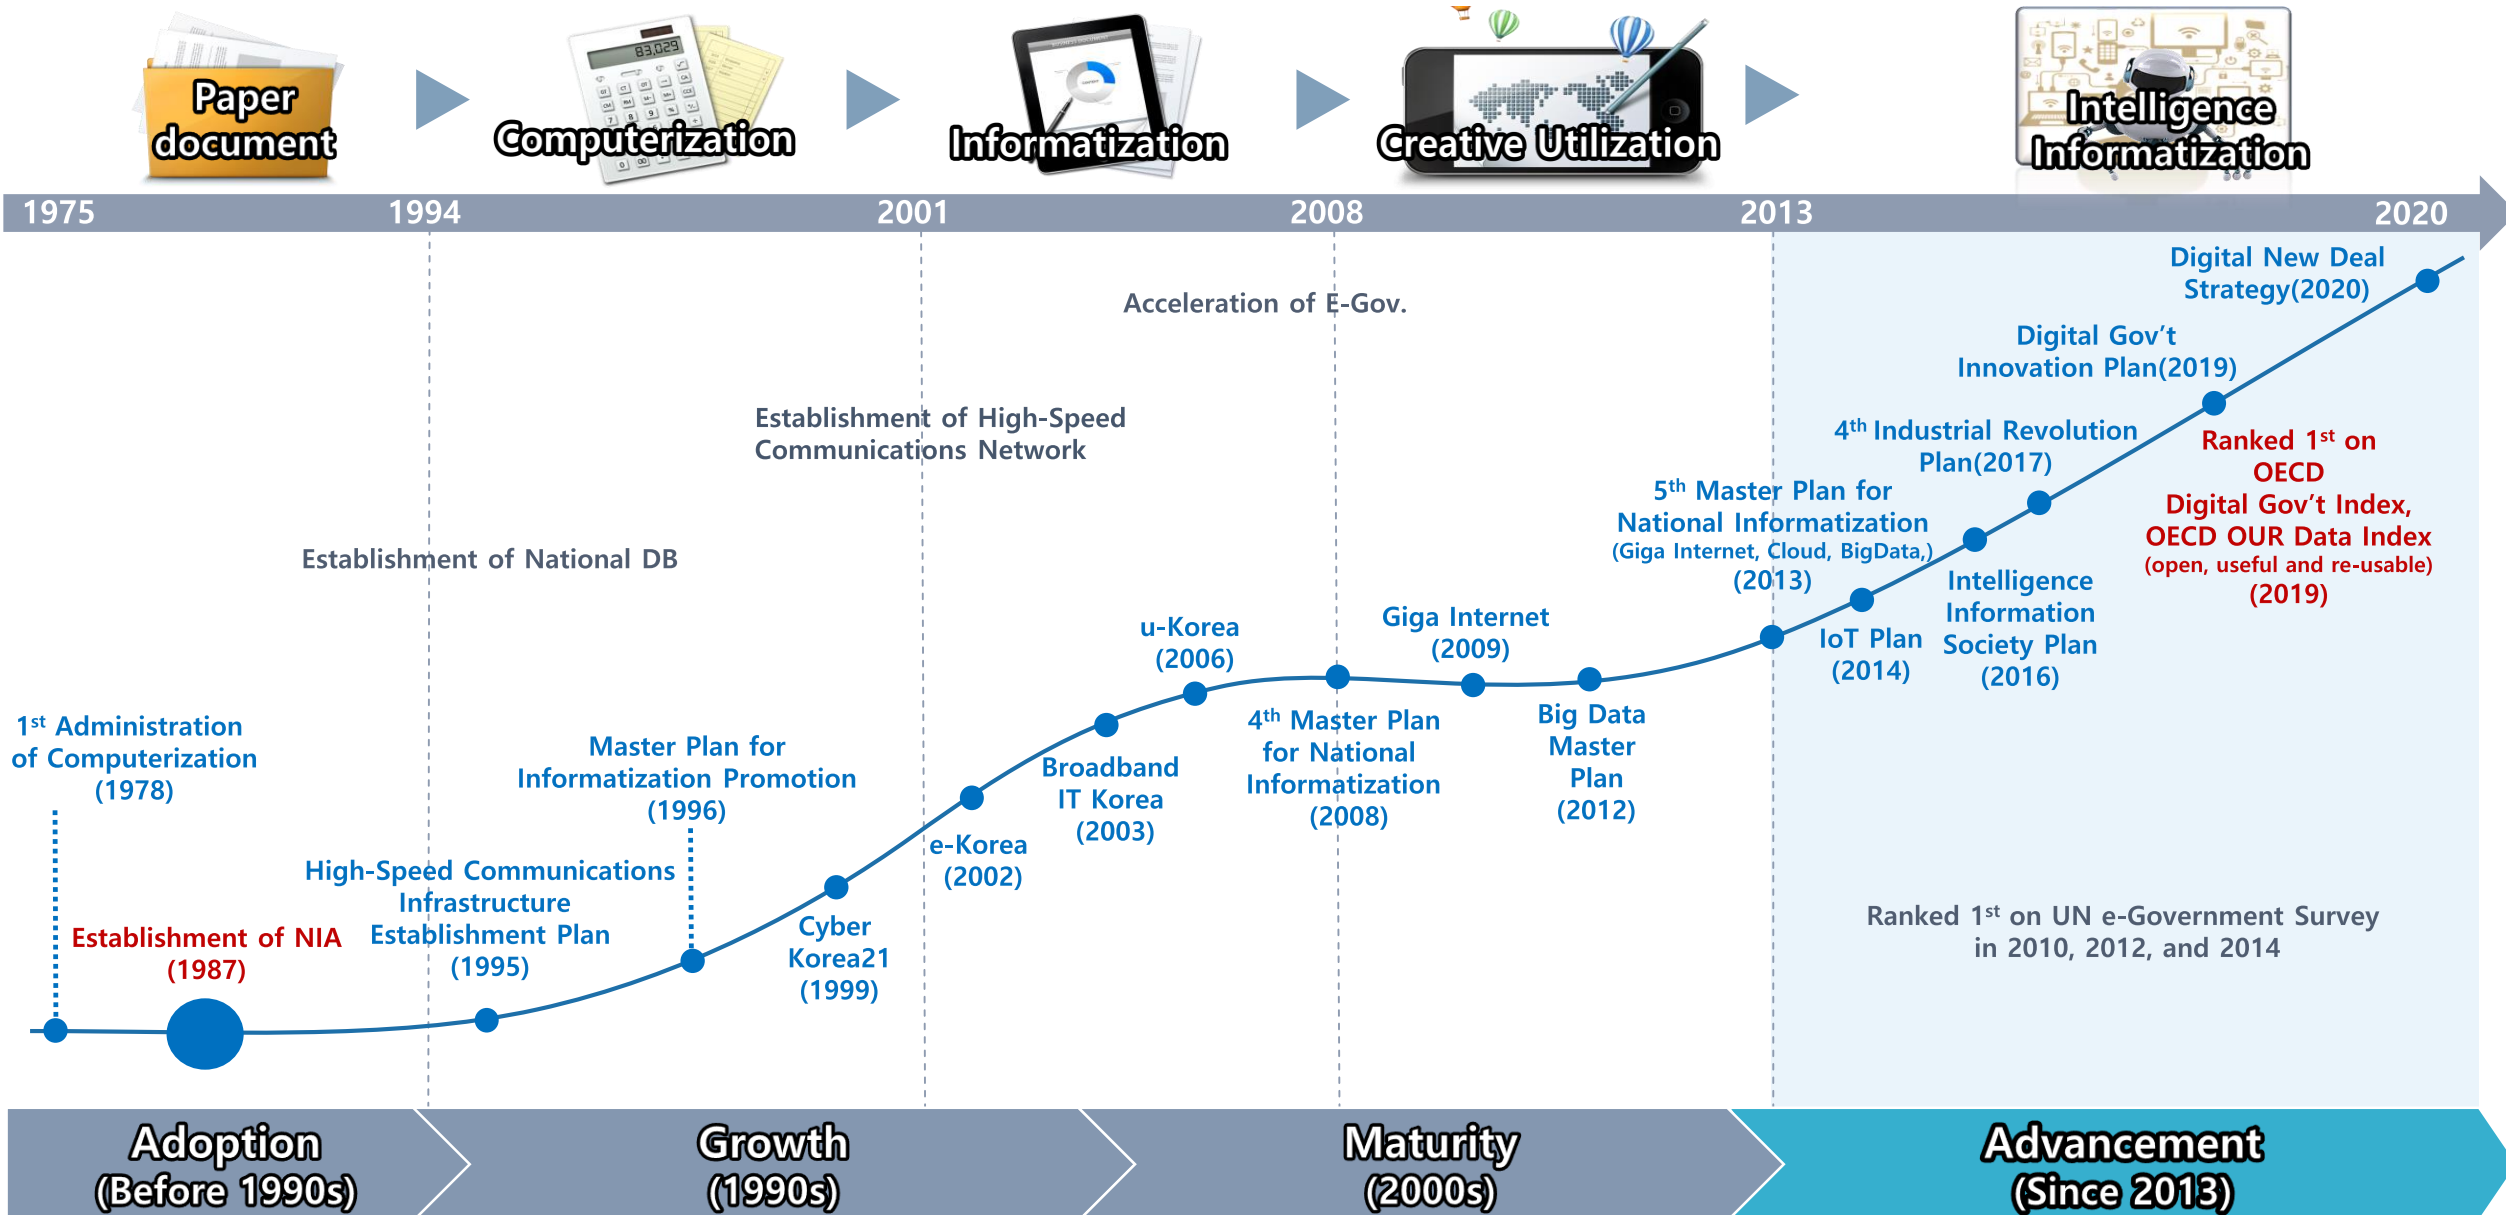 Paper
document
Computerization
83,029
Informatization
Creative Utilization
Intelligence
Informatization
1975
1994
2001
2008
2013
2020
Digital New Deal
Strategy(2020)
Acceleration of E-Gov.
Digital Gov't
Innovation Plan(2019)
Establishment of High-Speed
Communications Network
4th Industrial Revolution
Plan(2017)
Ranked 1st on
OECD
Digital Gov't Index,
OECD OUR Data Index
(open, useful and re-usable)
(2019)
5th Master Plan for
National Informatization
(Giga Internet, Cloud, BigData,)
(2013)
Establishment of National DB
Intelligence
Information
Society Plan
(2016)
IoT Plan
(2014)
Giga Internet
(2009)
u-Korea
(2006)
4th Master Plan
for National
Informatization
(2008)
Big Data
Master
Plan
(2012)
1st Administration
of Computerization
(1978)
Master Plan for
Informatization Promotion
(1996)
Broadband
IT Korea
(2003)
e-Korea
(2002)
High-Speed Communications
Infrastructure
Establishment Plan
(1995)
Establishment of NIA
(1987)
Cyber
Korea21
(1999)
Ranked 1st on UN e-Government Survey
in 2010, 2012, and 2014
Adoption
(Before 1990s)
Growth
(1990s)
Maturity
(2000s)
Advancement
(Since 2013)